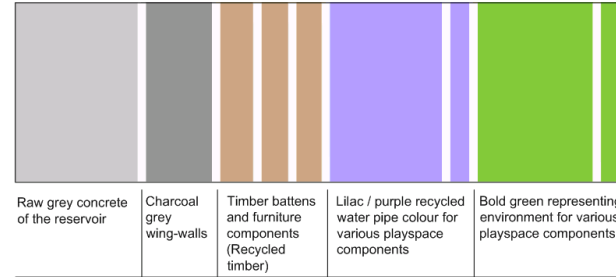 Raw grey concrete
of the reservoir
Charcoal
grey
wing-walls
Timber battens
and furniture
components
(Recycled
timber)
Lilac / purple recycled
water pipe colour for
various playspace
components
Bold green representing
environment for various
playspace components